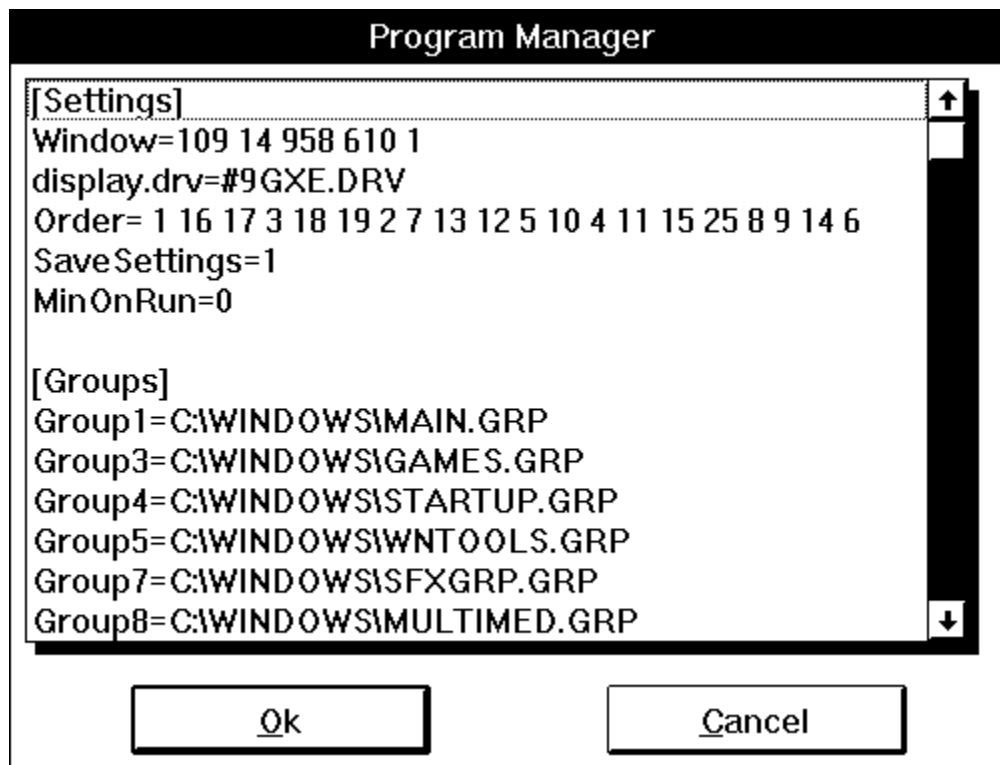 Program Manager
[Settings]
Window=109 14 958 610 1
display.drv=#9GXE.DRV
Order= 1 16 17 3 18 19 2 7 13 12 5 10 4 11 15 25 8 9 14 6
SaveSettings=1
MinOnRun=0
[Groups]
Group1=C:\WINDOWS\MAIN.GRP
Group3=C:\WINDOWS\GAMES.GRP
Group4=C:\WINDOWS\STARTUP.GRP
Group5=C:\WINDOWS\WNTOOLS.GRP
Group7=C:\WINDOWS\SFXGRP.GRP
Group8=C:\WINDOWS\MULTIMED.GRP
Ok Cancel